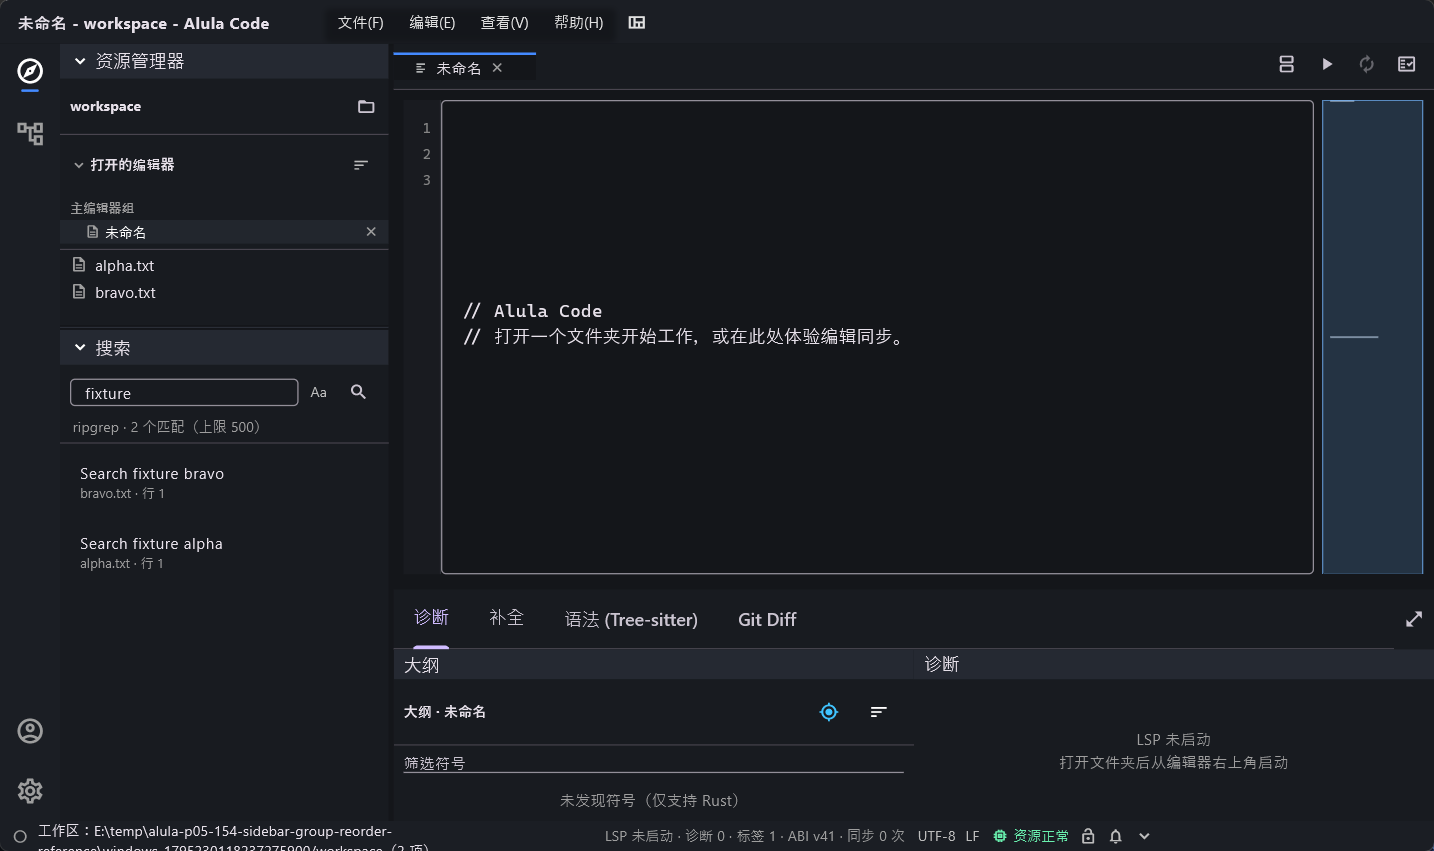 未命名 - workspace - Alula Code
文件(F) 编辑(E) 查看(V) 帮助(H)
资源管理器
workspace
打开的编辑器
主编辑器组
未命名
alpha.txt
bravo.txt
搜索
fixture Aa
ripgrep · 2 个匹配（上限 500）
Search fixture bravo
bravo.txt · 行 1
Search fixture alpha
alpha.txt · 行 1
未命名
1
2
3
// Alula Code
// 打开一个文件夹开始工作，或在此处体验编辑同步。
诊断 补全 语法 (Tree-sitter) Git Diff
大纲
大纲 · 未命名
筛选符号
未发现符号（仅支持 Rust）
诊断
LSP 未启动
打开文件夹后从编辑器右上角启动
工作区：E:\temp\alula-p05-154-sidebar-group-reorder-
reference\windows-1795230118237275900/workspace（2 项）
LSP 未启动 · 诊断 0 · 标签 1 · ABI v41 · 同步 0 次 UTF-8 LF 资源正常